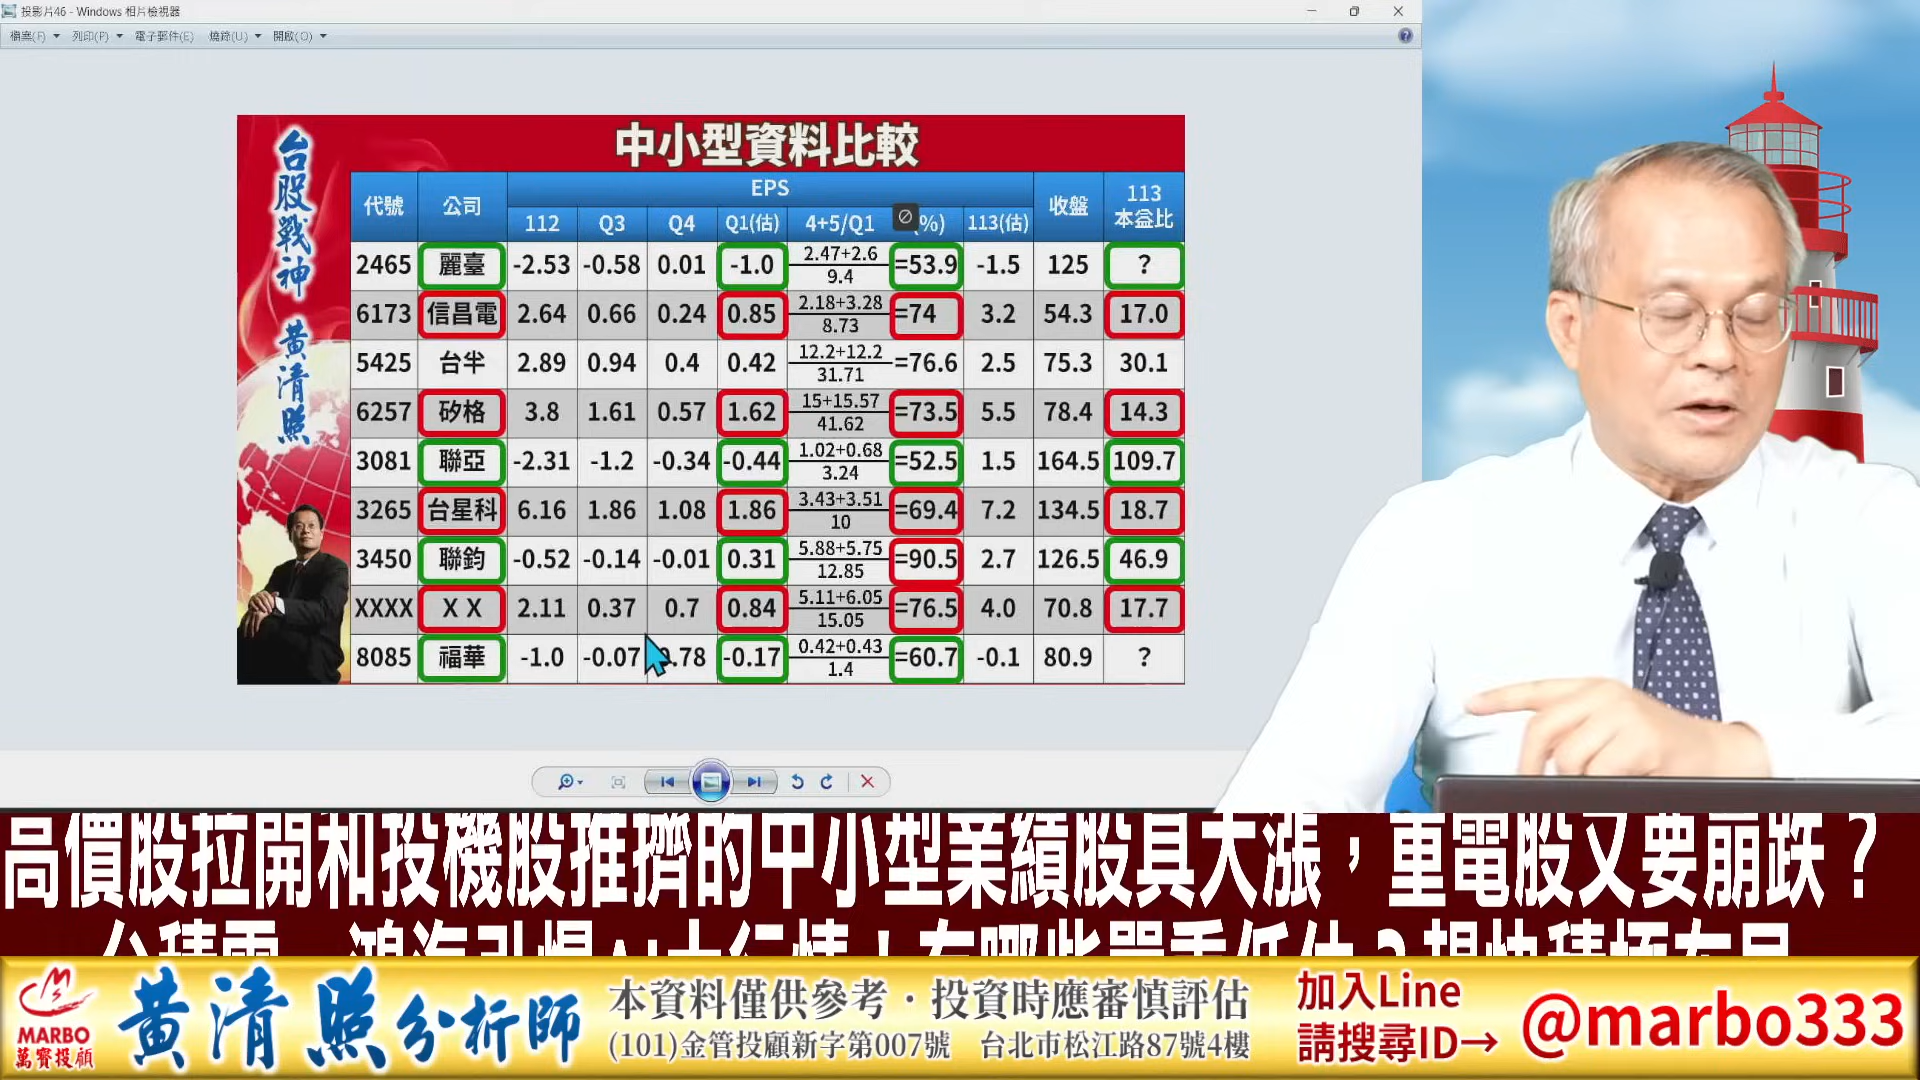 投影片46 - Windows 相片檢視器
檔案(F) 列印(P) 電子郵件(E) 燒錄(U) 開啟(O)
台股戰神 黃清照
中小型資料比較
代號 公司 EPS 收盤 113本益比
112 Q3 Q4 Q1(估) 4+5/Q1 (%) 113(估)
2465 麗臺 -2.53 -0.58 0.01 -1.0 2.47+2.6/9.4 =53.9 -1.5 125 ?
6173 信昌電 2.64 0.66 0.24 0.85 2.18+3.28/8.73 =74 3.2 54.3 17.0
5425 台半 2.89 0.94 0.4 0.42 12.2+12.2/31.71 =76.6 2.5 75.3 30.1
6257 矽格 3.8 1.61 0.57 1.62 15+15.57/41.62 =73.5 5.5 78.4 14.3
3081 聯亞 -2.31 -1.2 -0.34 -0.44 1.02+0.68/3.24 =52.5 1.5 164.5 109.7
3265 台星科 6.16 1.86 1.08 1.86 3.43+3.51/10 =69.4 7.2 134.5 18.7
3450 聯鈞 -0.52 -0.14 -0.01 0.31 5.88+5.75/12.85 =90.5 2.7 126.5 46.9
XXXX X X 2.11 0.37 0.7 0.84 5.11+6.05/15.05 =76.5 4.0 70.8 17.7
8085 福華 -1.0 -0.07 .78 -0.17 0.42+0.43/1.4 =60.7 -0.1 80.9 ?
高價股拉開和投機股推擠的中小型業績股具大漲，重電股又要崩跌？
MARBO
萬寶投顧
黃清照分析師
本資料僅供參考·投資時應審慎評估
(101)金管投顧新字第007號 台北市松江路87號4樓
加入Line
請搜尋ID→
@marbo333